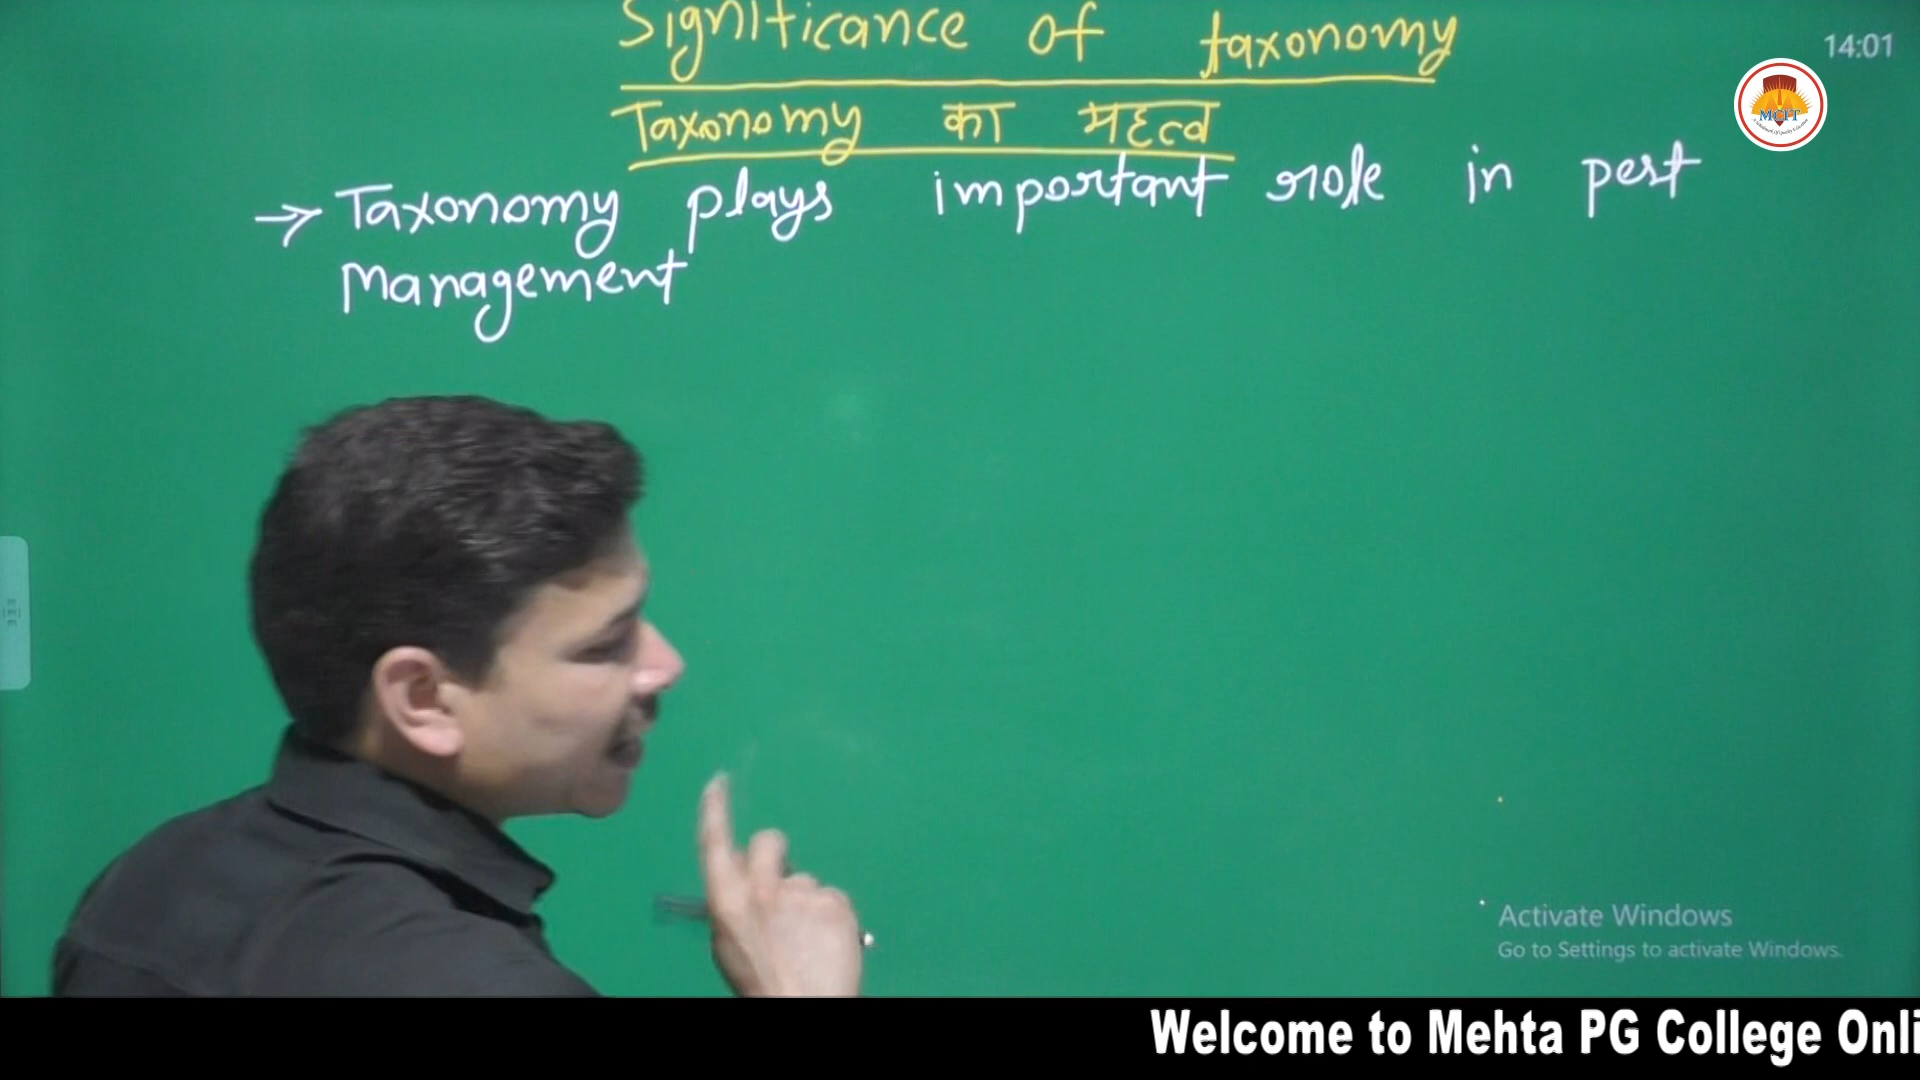 Significance of taxonomy
14:01
MCIT
Taxonomy का महत्व
→ Taxonomy plays important role in pest
Management
Activate Windows
Go to Settings to activate Windows.
Welcome to Mehta PG College Onli